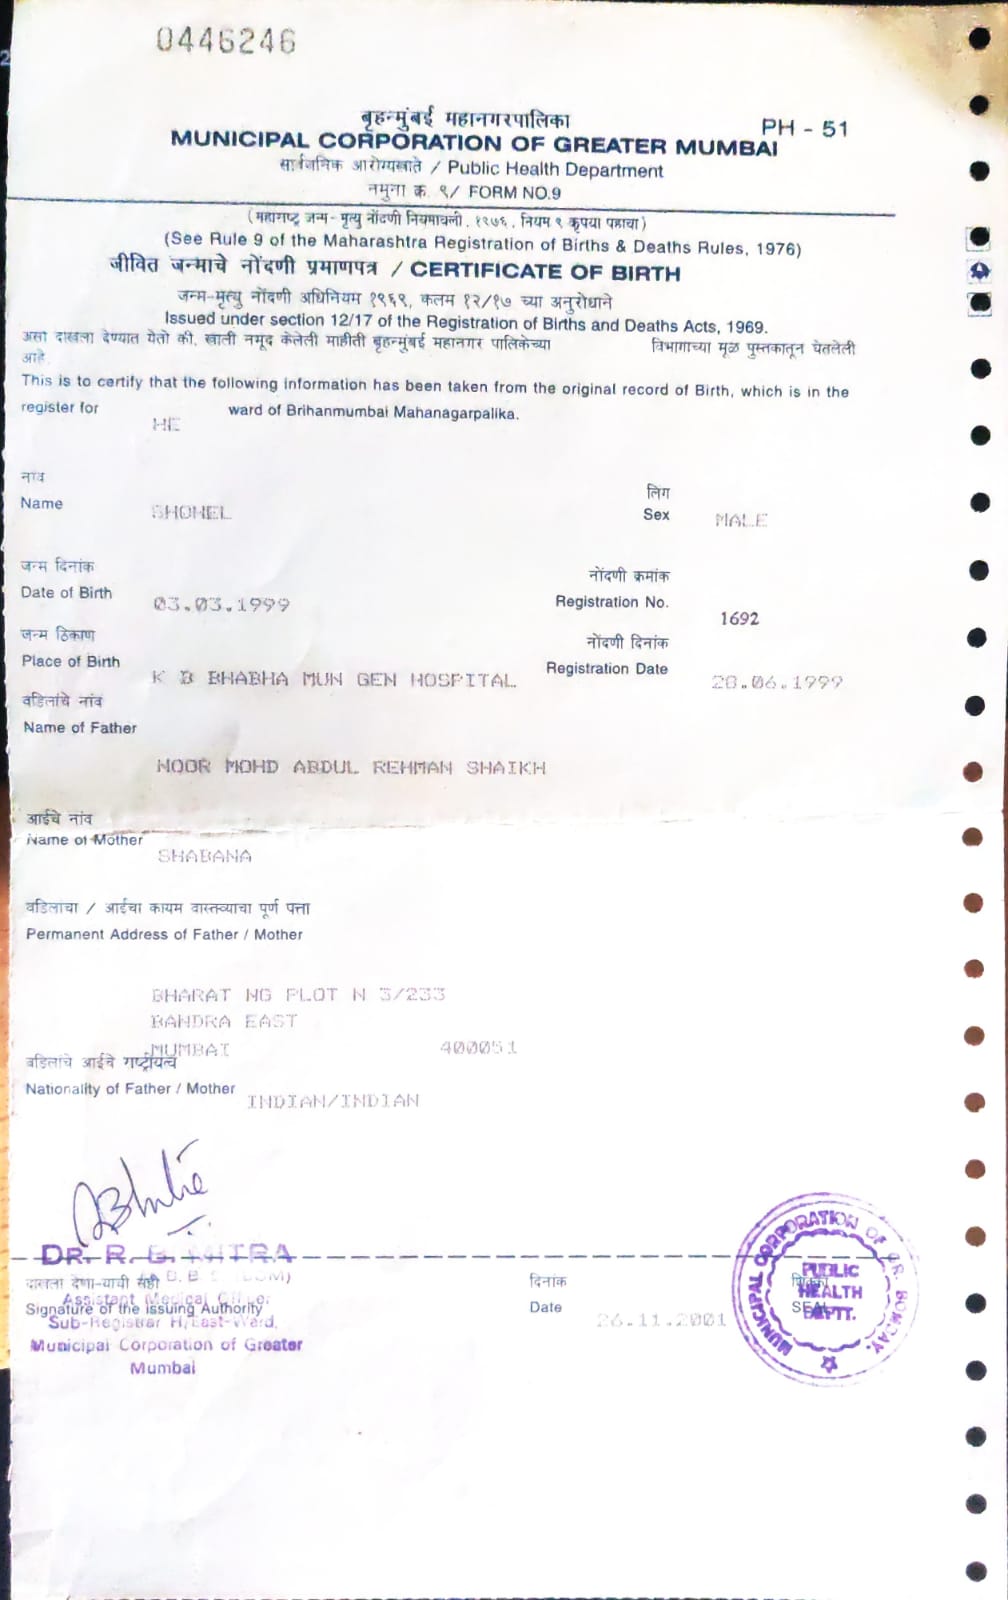 0446246
बृहन्मुंबई महानगरपालिका
PH - 51
MUNICIPAL CORPORATION OF GREATER MUMBAI
सार्वजनिक आरोग्यखाते / Public Health Department
नमुना क्र. ९/ FORM NO.9
(महाराष्ट्र जन्म - मृत्यु नोंदणी नियमावली, १९७६, नियम ९ कृपया पहावा)
(See Rule 9 of the Maharashtra Registration of Births & Deaths Rules, 1976)
जीवित जन्माचे नोंदणी प्रमाणपत्र / CERTIFICATE OF BIRTH
जन्म-मृत्यु नोंदणी अधिनियम १९६९, कलम १२/१७ च्या अनुरोधाने
Issued under section 12/17 of the Registration of Births and Deaths Acts, 1969.
असा दाखला देण्यात येतो की, खाली नमूद केलेली माहीती बृहन्मुंबई महानगर पालिकेच्या विभागाच्या मूळ पुस्तकातून घेतलेली
आहे.
This is to certify that the following information has been taken from the original record of Birth, which is in the
register for ward of Brihanmumbai Mahanagarpalika.
HE
नाव
Name SHOHEL
लिंग
Sex MALE
जन्म दिनांक
Date of Birth 03.03.1999
नोंदणी क्रमांक
Registration No. 1692
जन्म ठिकाण
Place of Birth K B BHABHA MUN GEN HOSPITAL
नोंदणी दिनांक
Registration Date 28.06.1999
वडिलांचे नांव
Name of Father
NOOR MOHD ABDUL REHMAN SHAIKH
आईचे नांव
Name of Mother
SHABANA
वडिलांचा / आईचा कायम वास्तव्याचा पूर्ण पत्ता
Permanent Address of Father / Mother
BHARAT NG PLOT N 3/233
BANDRA EAST
MUMBAI 400051
वडिलांचे आईचे राष्ट्रीयत्व
Nationality of Father / Mother INDIAN/INDIAN
DR. R. B. MITRA
दाखला देणा-याची सही
Assistant Medical Officer
Signature of the issuing Authority
Sub-Registrar H/East-Ward,
Municipal Corporation of Greater
Mumbai
दिनांक
Date 26.11.2001
शिक्का
SEAL
MUNICIPAL CORPORATION OF GR. BOMBAY.
PUBLIC
HEALTH
DEPTT.